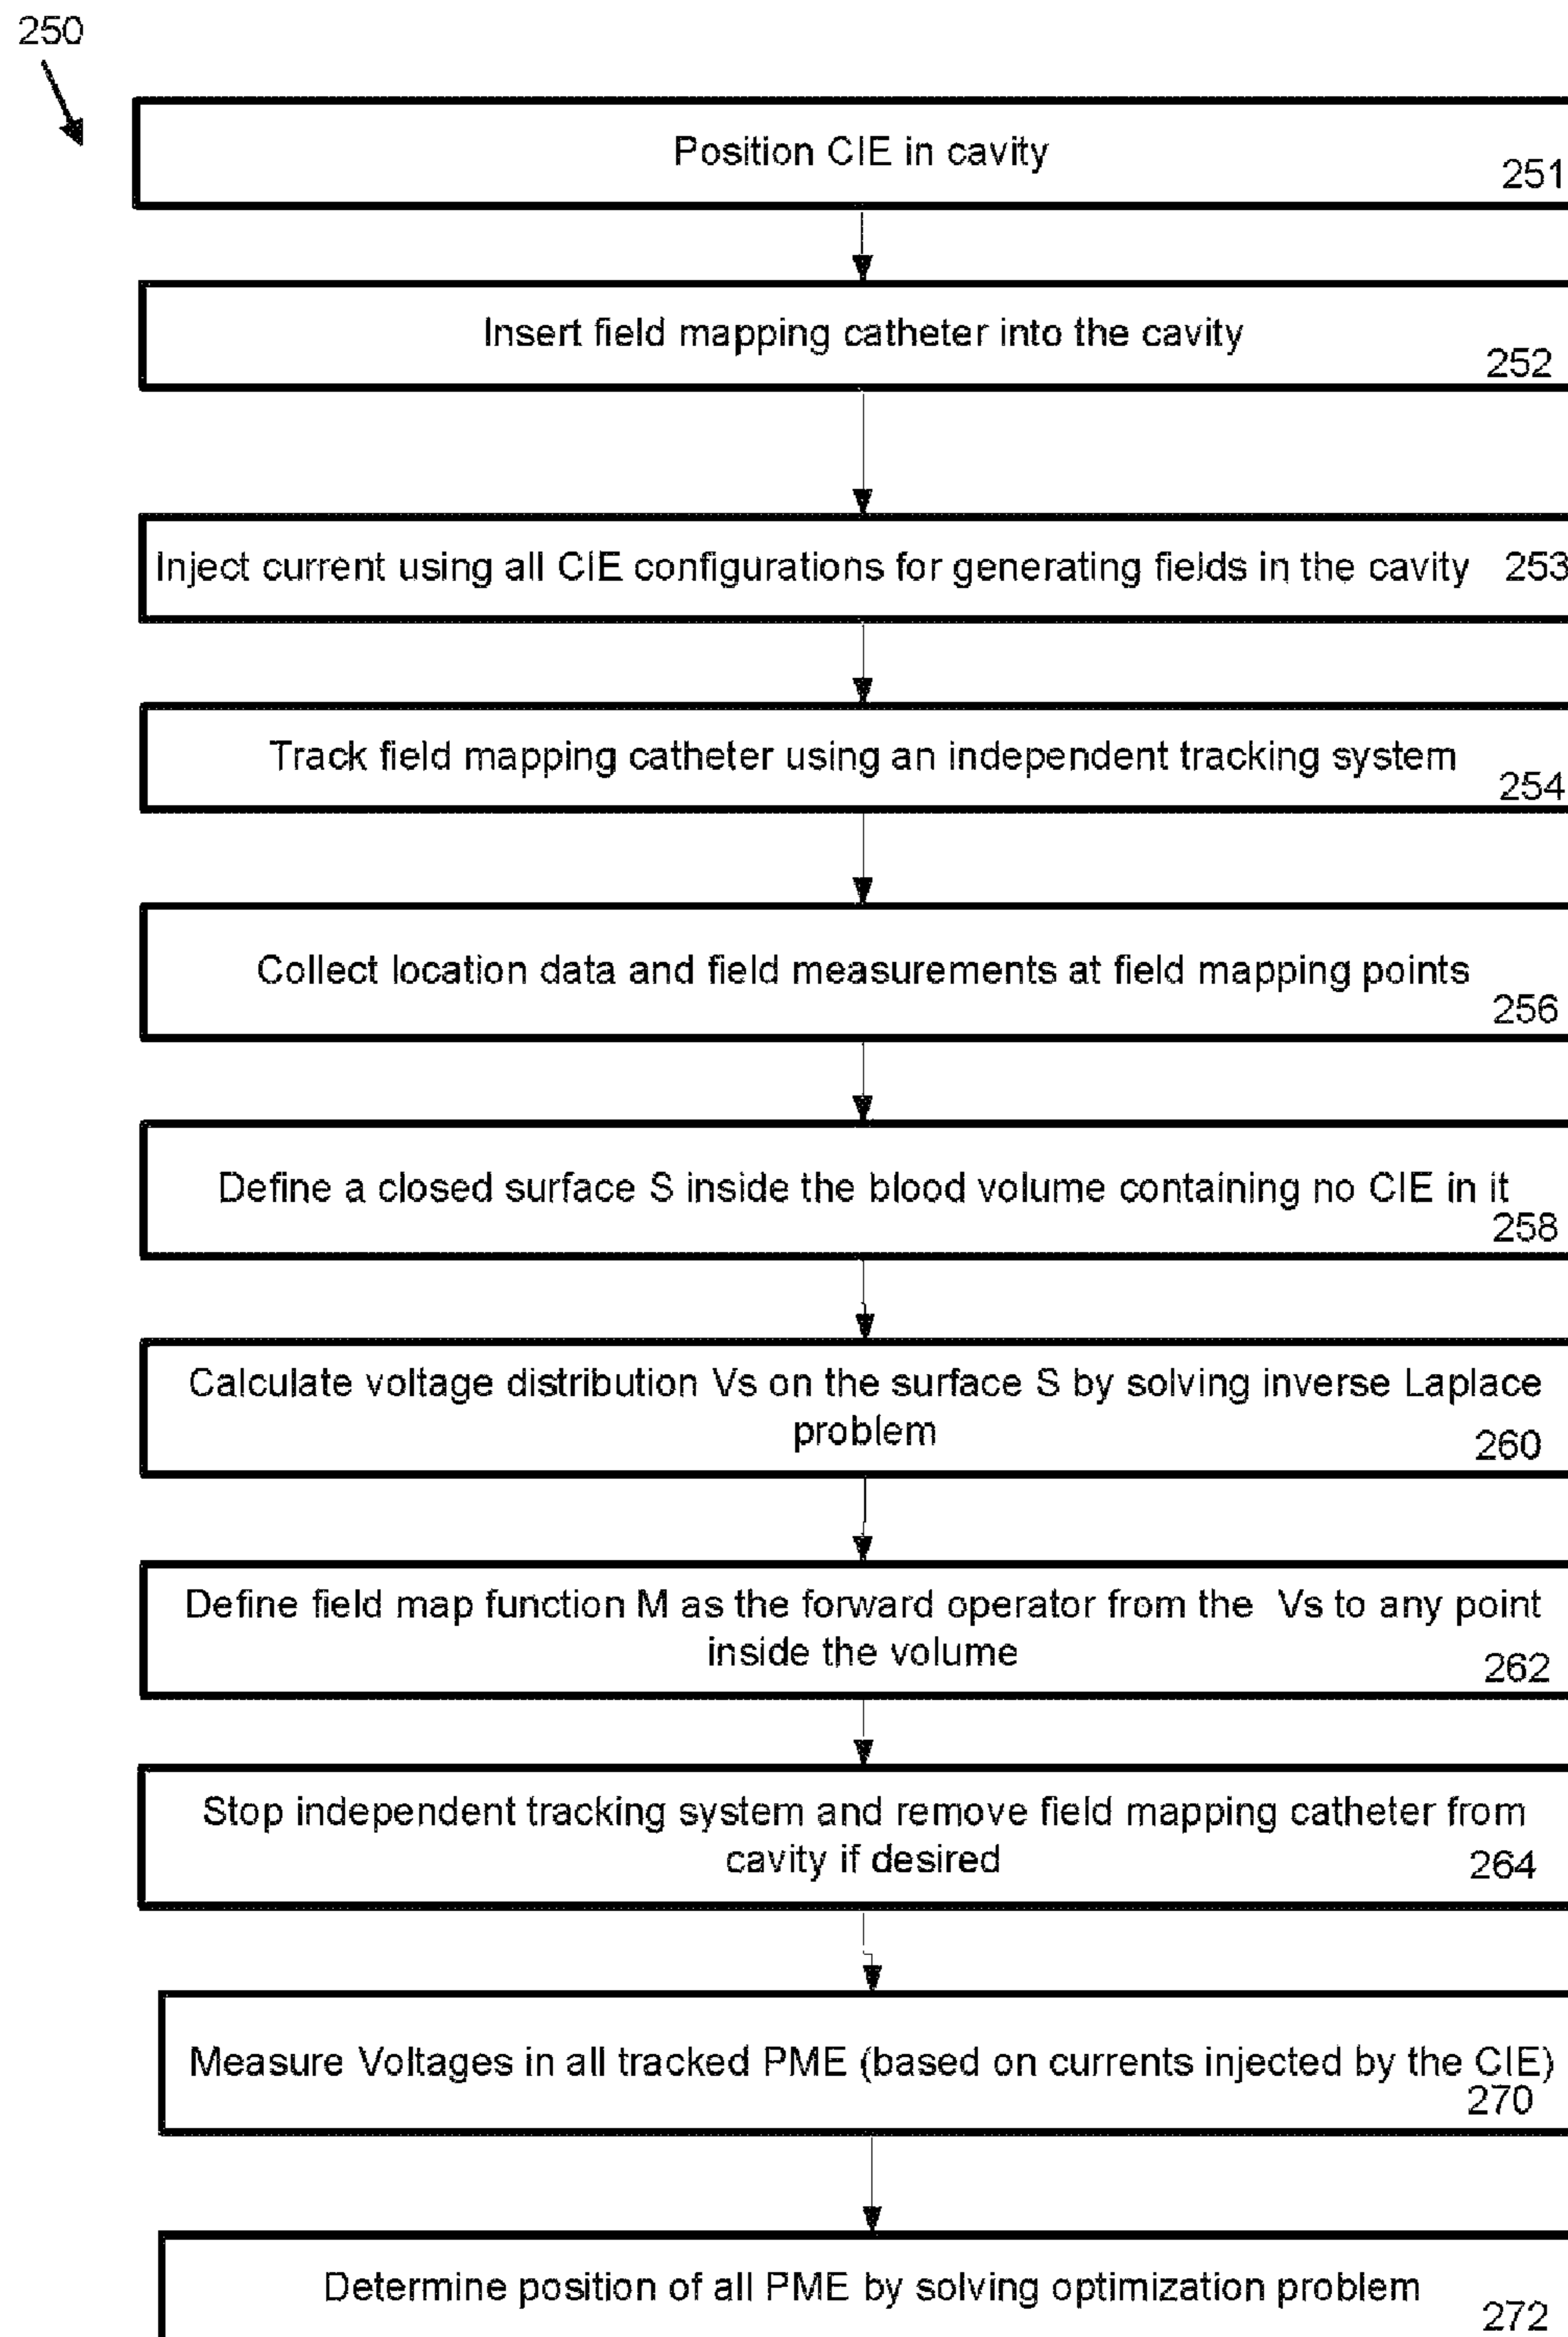 250
Position CIE in cavity
251
Insert field mapping catheter into the cavity
252
Inject current using all CIE configurations for generating fields in the cavity 253
Track field mapping catheter using an independent tracking system
254
Collect location data and field measurements at field mapping points
256
Define a closed surface S inside the blood volume containing no CIE in it
258
Calculate voltage distribution Vs on the surface S by solving inverse Laplace
problem
260
Define field map function M as the forward operator from the Vs to any point
inside the volume
262
Stop independent tracking system and remove field mapping catheter from
cavity if desired
264
Measure Voltages in all tracked PME (based on currents injected by the CIE)
270
Determine position of all PME by solving optimization problem
272